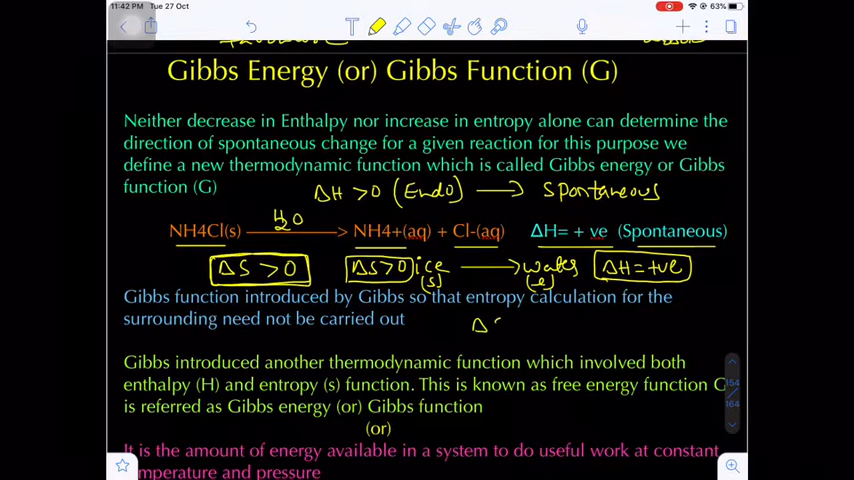 11:42 PM Tue 27 Oct
63%
Gibbs Energy (or) Gibbs Function (G)
Neither decrease in Enthalpy nor increase in entropy alone can determine the
direction of spontaneous change for a given reaction for this purpose we
define a new thermodynamic function which is called Gibbs energy or Gibbs
function (G)
ΔH >0 (Endo) → Spontaneous
H2O
NH4Cl(s) ————> NH4+(aq) + Cl-(aq) ΔH= + ve (Spontaneous)
ΔS >0 ΔS>0 ice → water ΔH=+ve
(s) (l)
Gibbs function introduced by Gibbs so that entropy calculation for the
surrounding need not be carried out
Δ
Gibbs introduced another thermodynamic function which involved both
enthalpy (H) and entropy (s) function. This is known as free energy function G
is referred as Gibbs energy (or) Gibbs function
(or)
It is the amount of energy available in a system to do useful work at constant
temperature and pressure
154
164